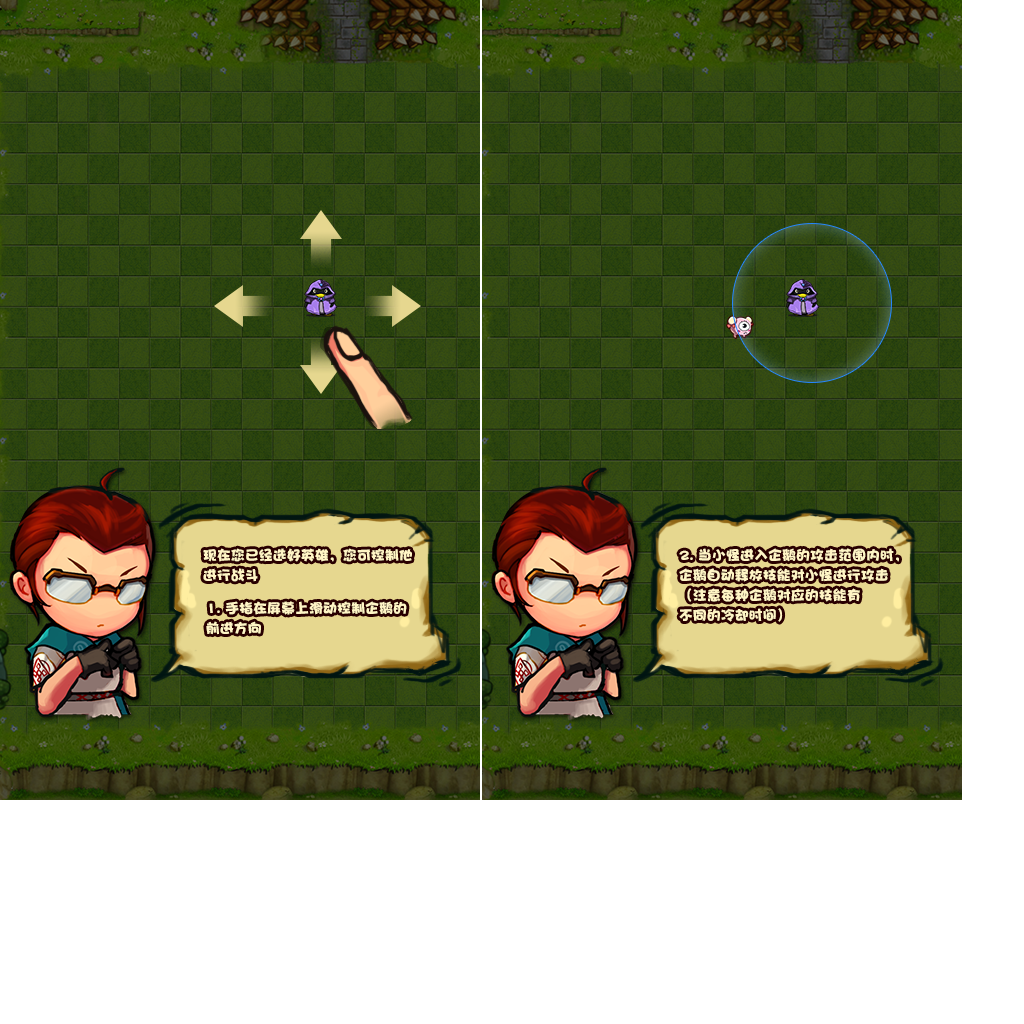 现在您已经选好英雄，您可控制他
进行战斗
1. 手指在屏幕上滑动控制企鹅的
前进方向
2. 当小怪进入企鹅的攻击范围内时，
企鹅自动释放技能对小怪进行攻击
（注意每种企鹅对应的技能有
不同的冷却时间）